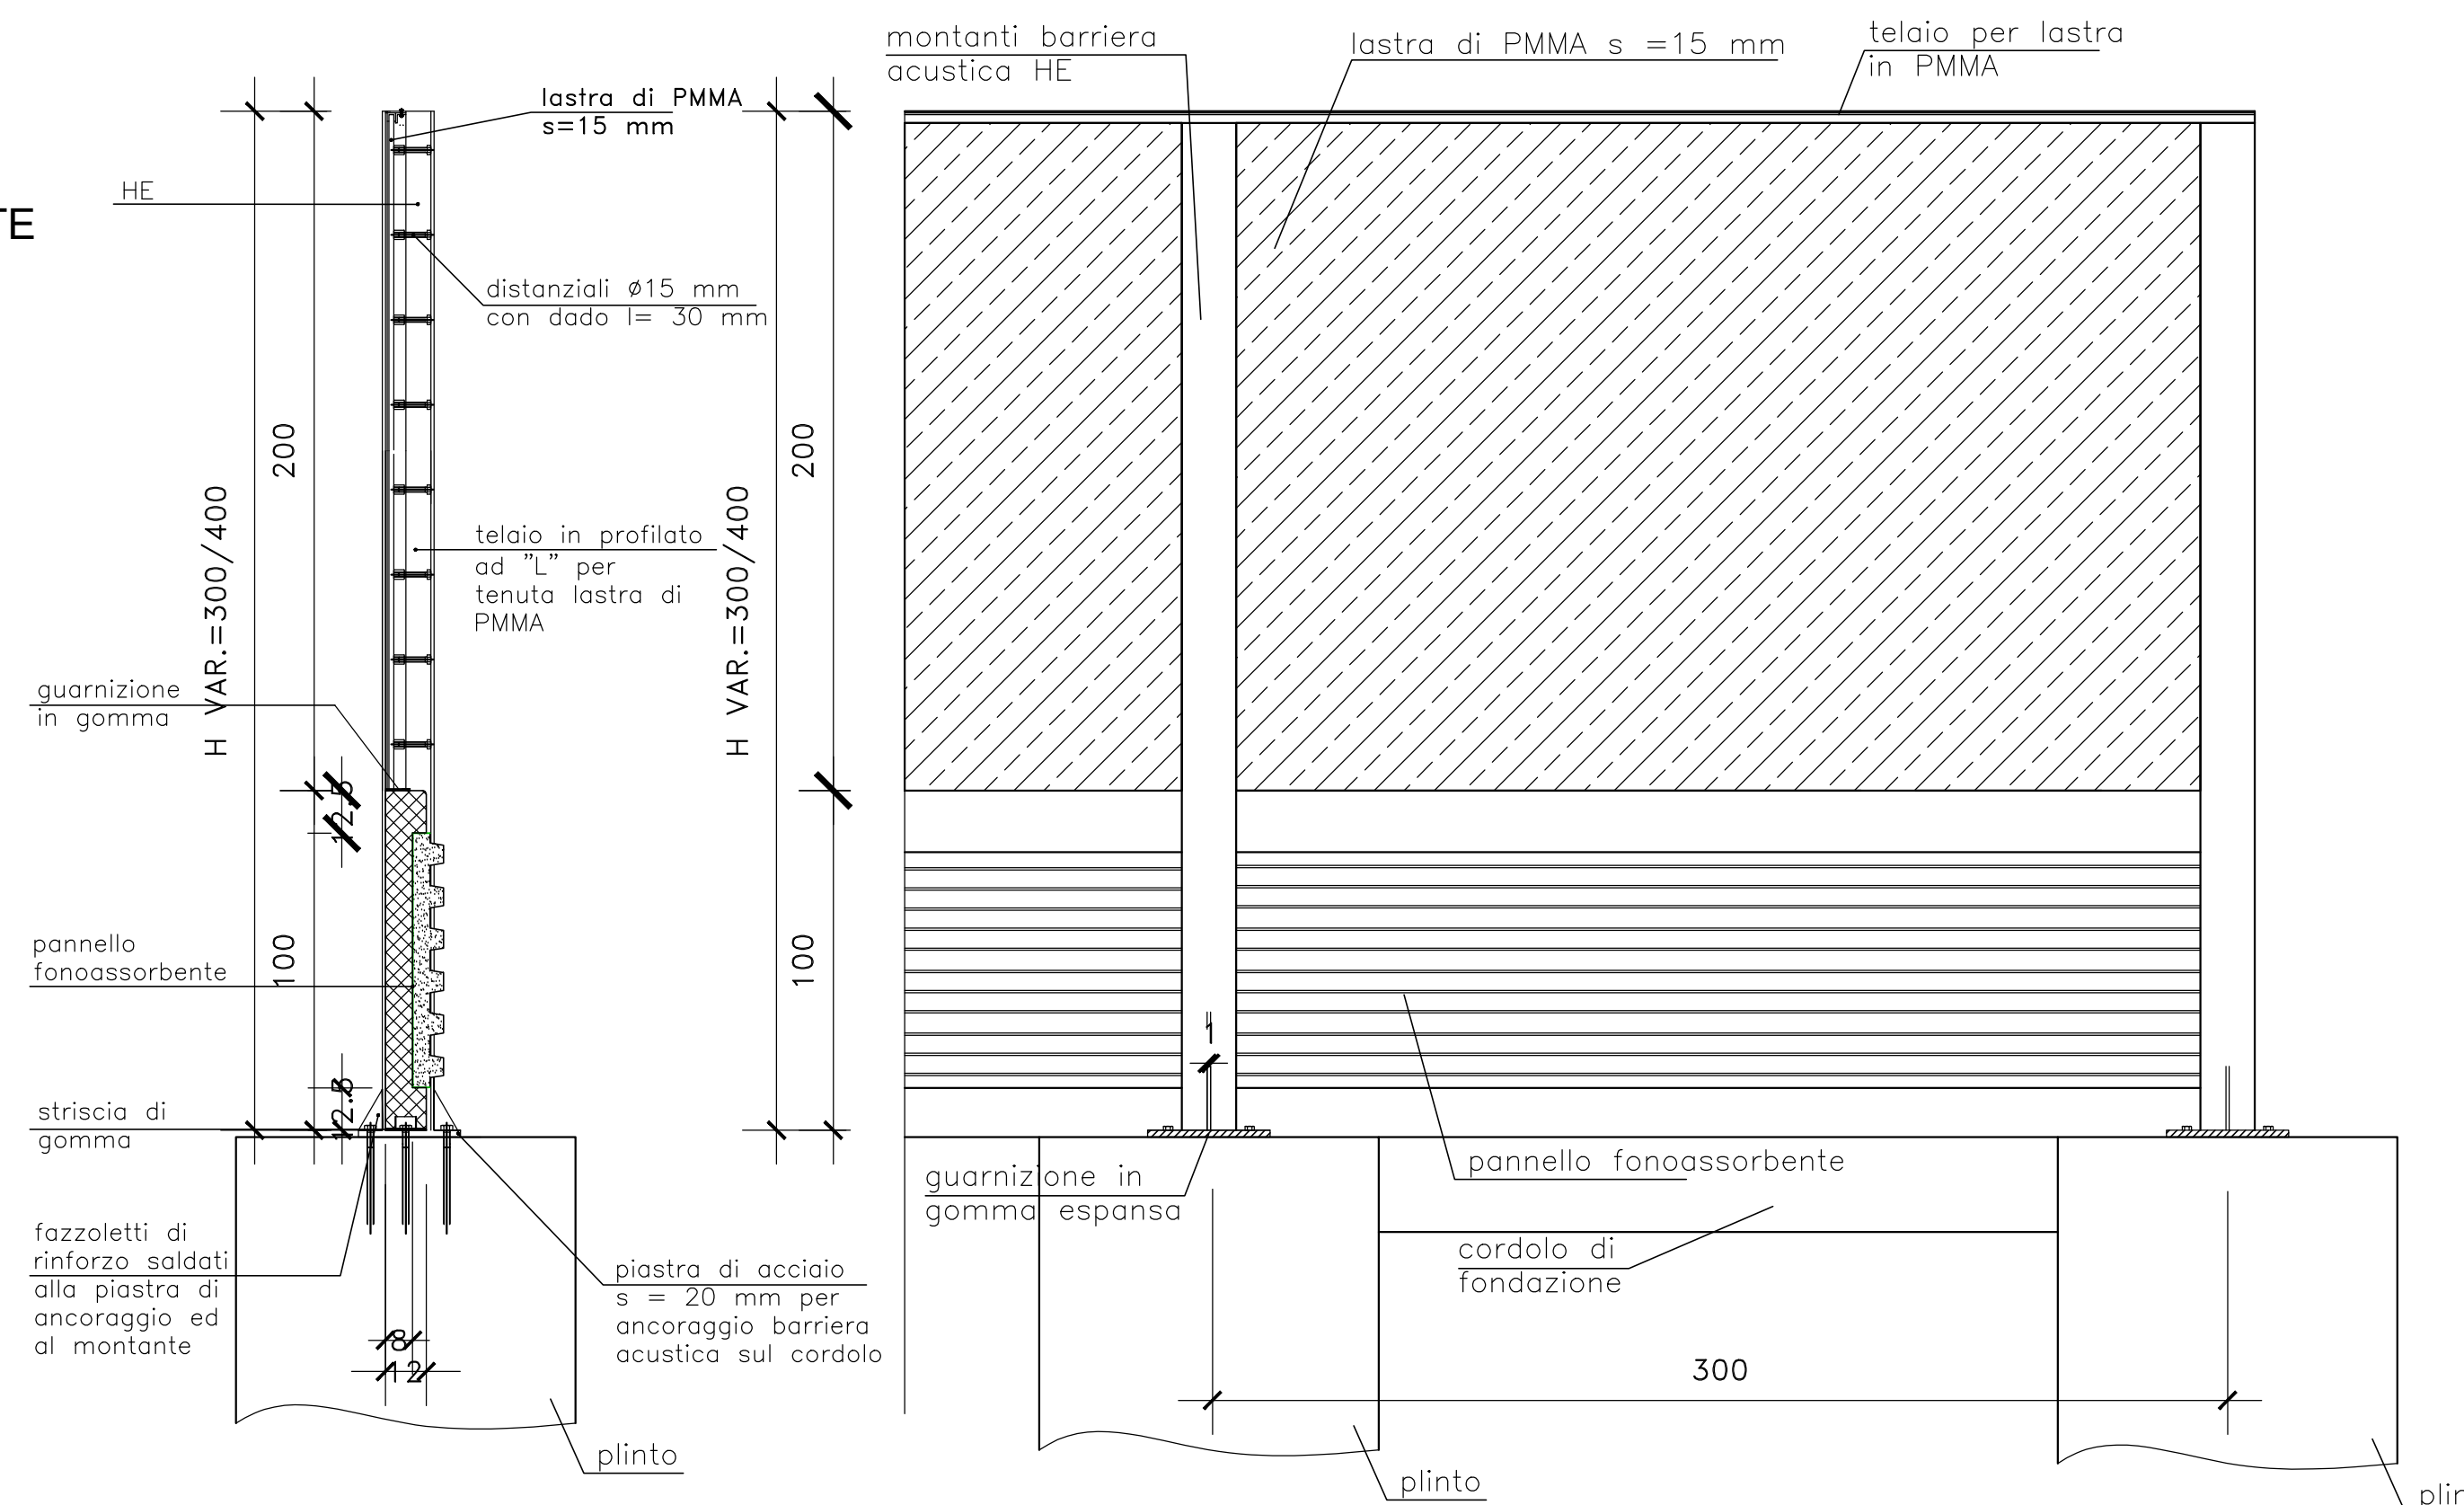 TE
HE
lastra di PMMA
s=15 mm
distanziali ø15 mm
con dado l= 30 mm
telaio in profilato
ad "L" per
tenuta lastra di
PMMA
guarnizione
in gomma
pannello
fonoassorbente
striscia di
gomma
fazzoletti di
rinforzo saldati
alla piastra di
ancoraggio ed
al montante
piastra di acciaio
s = 20 mm per
ancoraggio barriera
acustica sul cordolo
plinto
H VAR.=300/400
200
100
12.5
12.5
8
12
H VAR.=300/400
200
100
montanti barriera
acustica HE
lastra di PMMA s =15 mm
telaio per lastra
in PMMA
1
guarnizione in
gomma espansa
pannello fonoassorbente
cordolo di
fondazione
300
plinto
plin